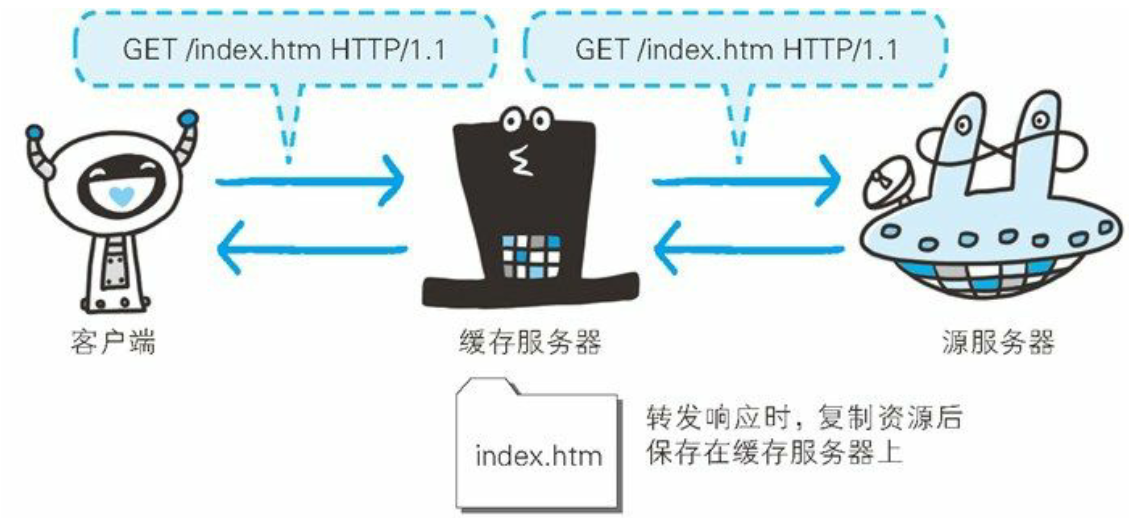 GET /index.htm HTTP/1.1
GET /index.htm HTTP/1.1
客户端
缓存服务器
源服务器
index.htm
转发响应时，复制资源后
保存在缓存服务器上